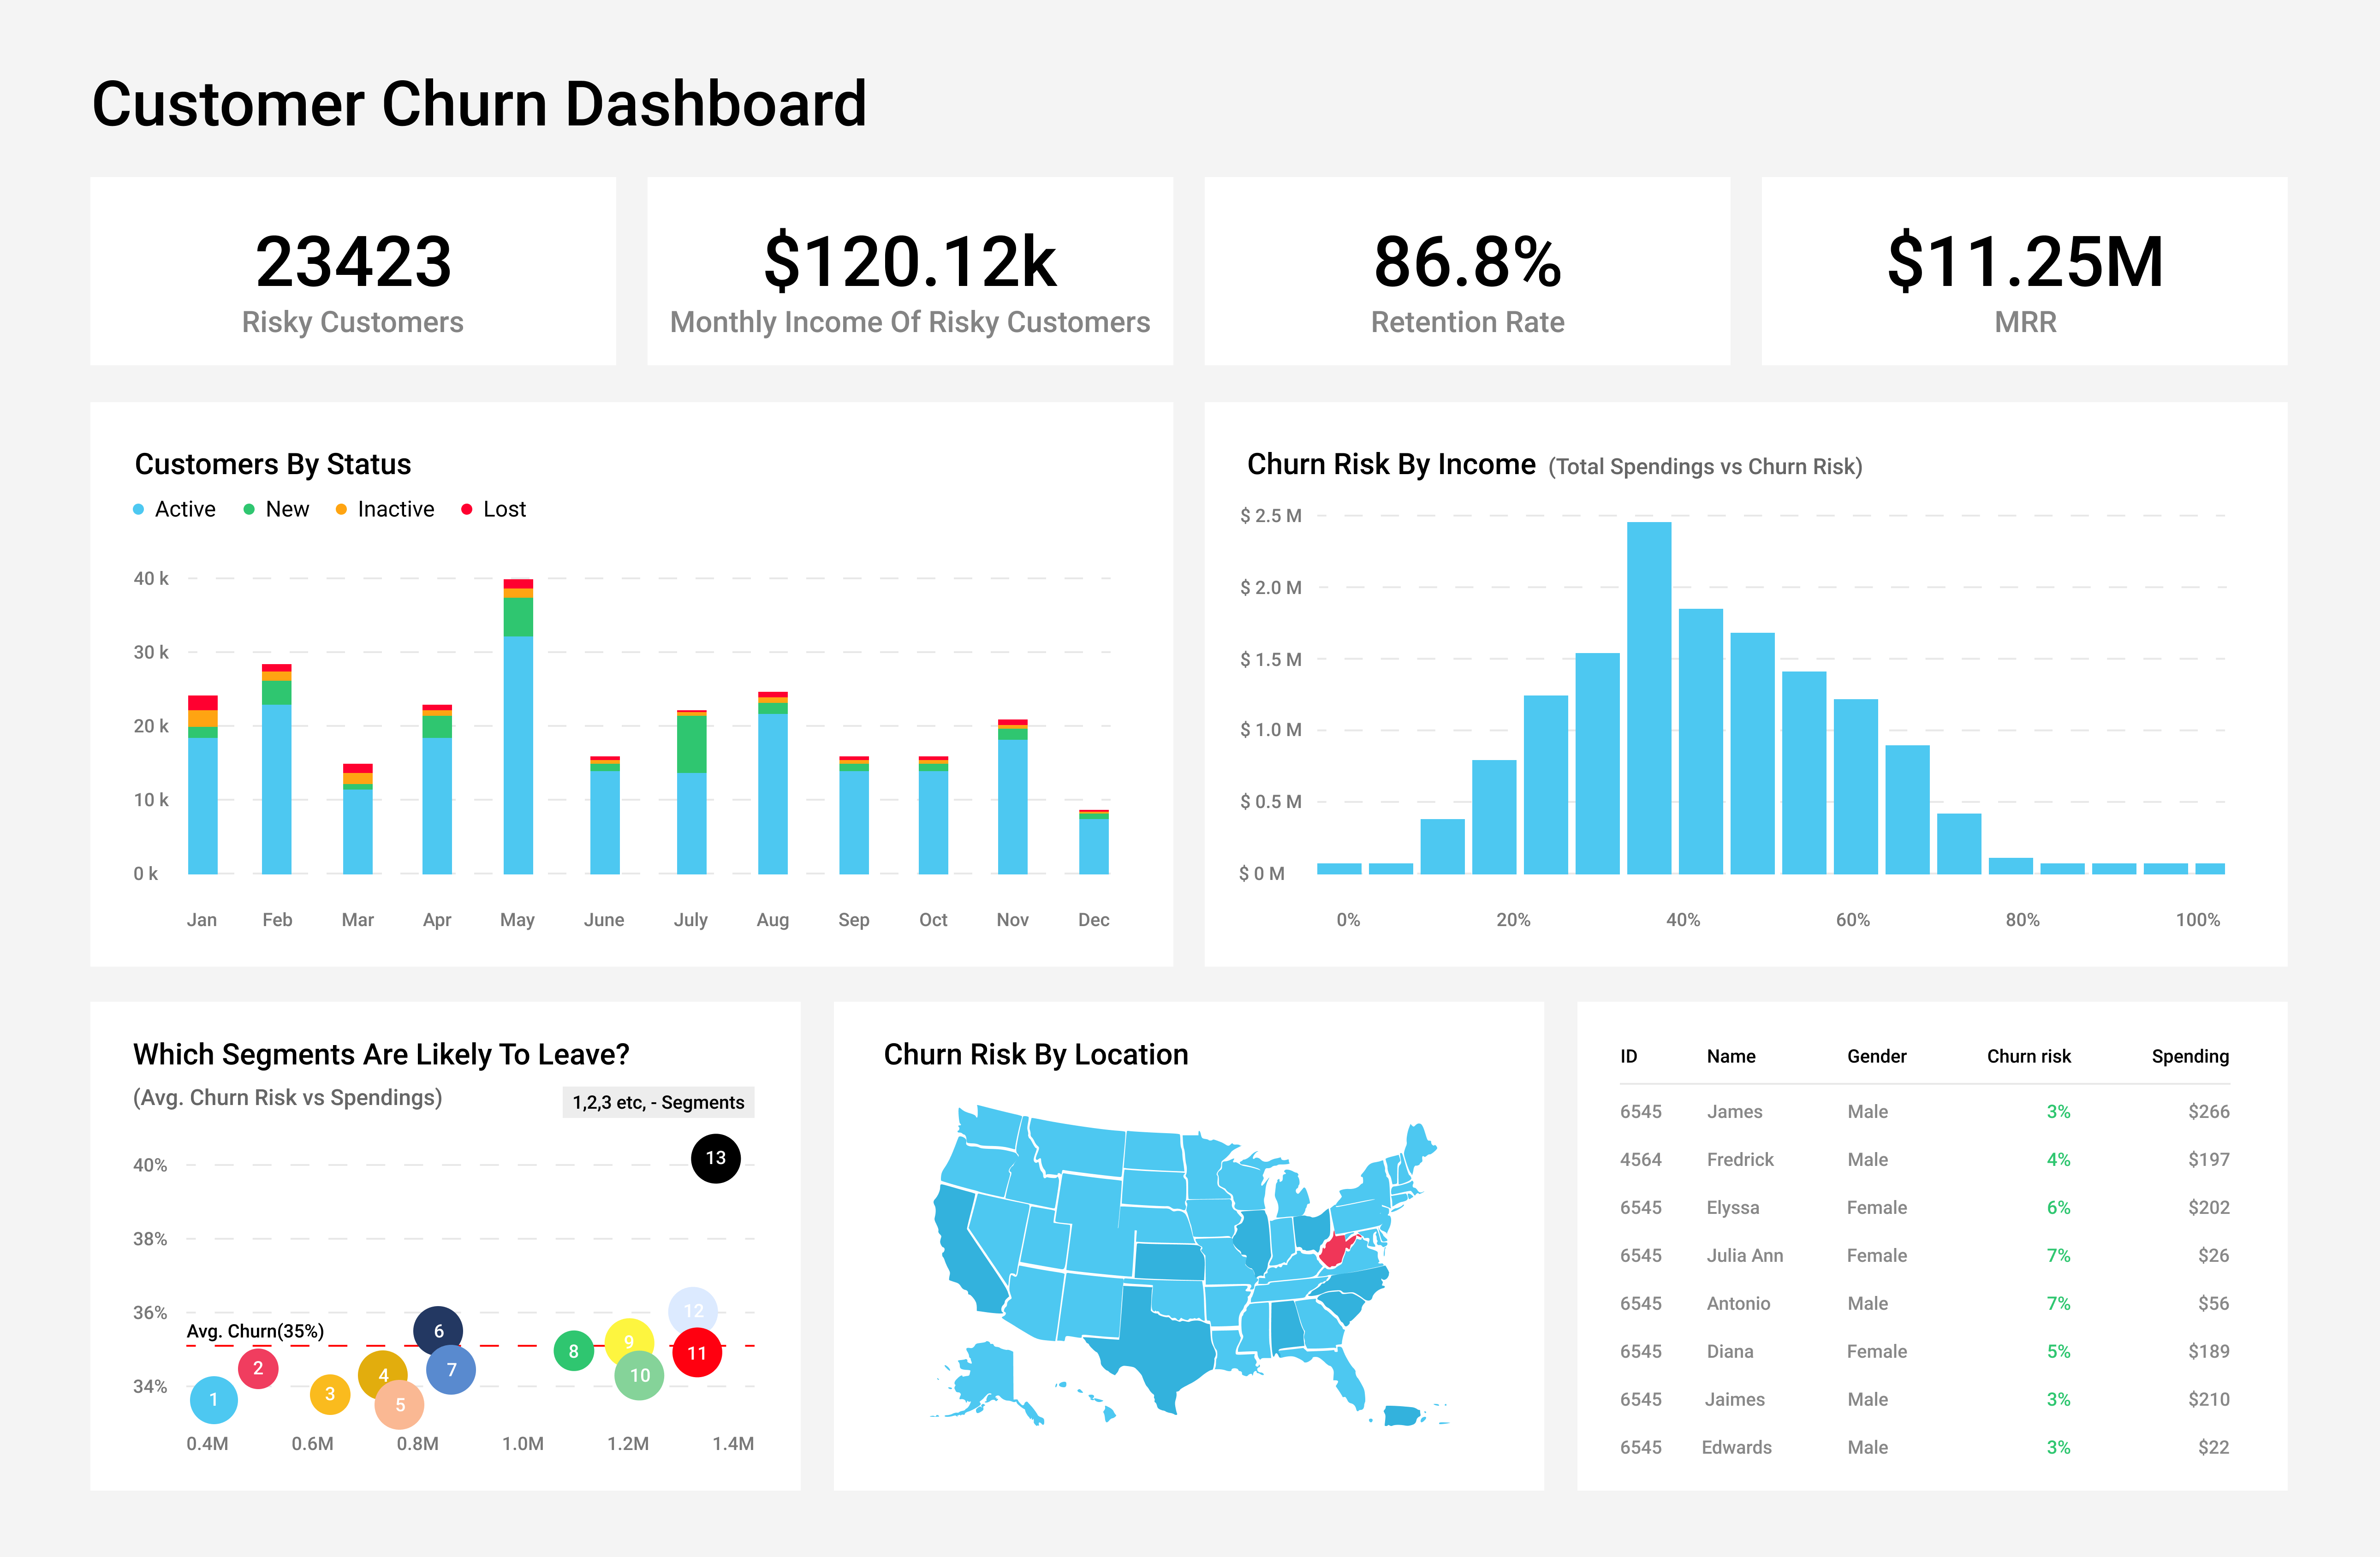 Customer Churn Dashboard
23423
Risky Customers
$120.12k
Monthly Income Of Risky Customers
86.8%
Retention Rate
$11.25M
MRR
Customers By Status
Active New Inactive Lost
40 k
30 k
20 k
10 k
0 k
Jan Feb Mar Apr May June July Aug Sep Oct Nov Dec
Churn Risk By Income (Total Spendings vs Churn Risk)
$ 2.5 M
$ 2.0 M
$ 1.5 M
$ 1.0 M
$ 0.5 M
$ 0 M
0% 20% 40% 60% 80% 100%
Which Segments Are Likely To Leave?
(Avg. Churn Risk vs Spendings)
1,2,3 etc, - Segments
40%
38%
36%
34%
Avg. Churn(35%)
1
2
3
4
5
6
7
8
9
10
11
12
13
0.4M 0.6M 0.8M 1.0M 1.2M 1.4M
Churn Risk By Location
ID Name Gender Churn risk Spending
6545 James Male 3% $266
4564 Fredrick Male 4% $197
6545 Elyssa Female 6% $202
6545 Julia Ann Female 7% $26
6545 Antonio Male 7% $56
6545 Diana Female 5% $189
6545 Jaimes Male 3% $210
6545 Edwards Male 3% $22